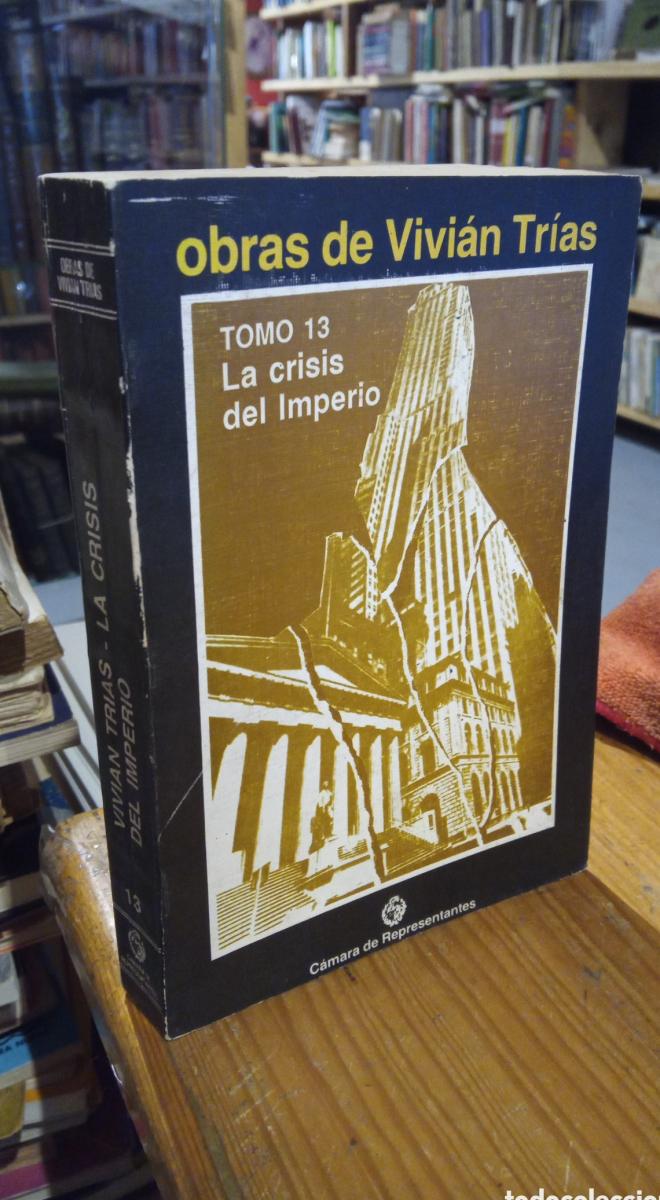 obras de Vivián Trías
TOMO 13
La crisis
del Imperio
Cámara de Representantes
OBRAS DE
VIVIAN TRIAS
VIVIAN TRIAS - LA CRISIS
DEL IMPERIO
13